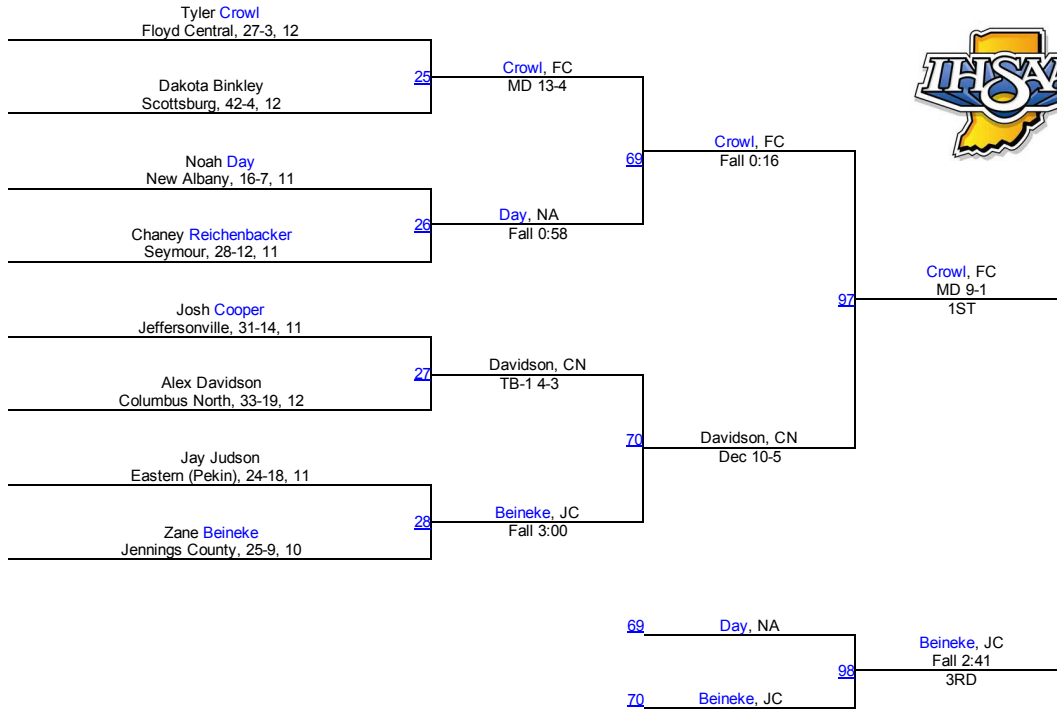 Tyler Crowl
Floyd Central, 27-3, 12
25
Dakota Binkley
Scottsburg, 42-4, 12
Crowl, FC
MD 13-4
Noah Day
New Albany, 16-7, 11
26
Chaney Reichenbacker
Seymour, 28-12, 11
Day, NA
Fall 0:58
69
Crowl, FC
Fall 0:16
Josh Cooper
Jeffersonville, 31-14, 11
27
Alex Davidson
Columbus North, 33-19, 12
Davidson, CN
TB-1 4-3
Jay Judson
Eastern (Pekin), 24-18, 11
28
Zane Beineke
Jennings County, 25-9, 10
Beineke, JC
Fall 3:00
70
Davidson, CN
Dec 10-5
97
Crowl, FC
MD 9-1
1ST
69
Day, NA
70
Beineke, JC
98
Beineke, JC
Fall 2:41
3RD
IHSAA